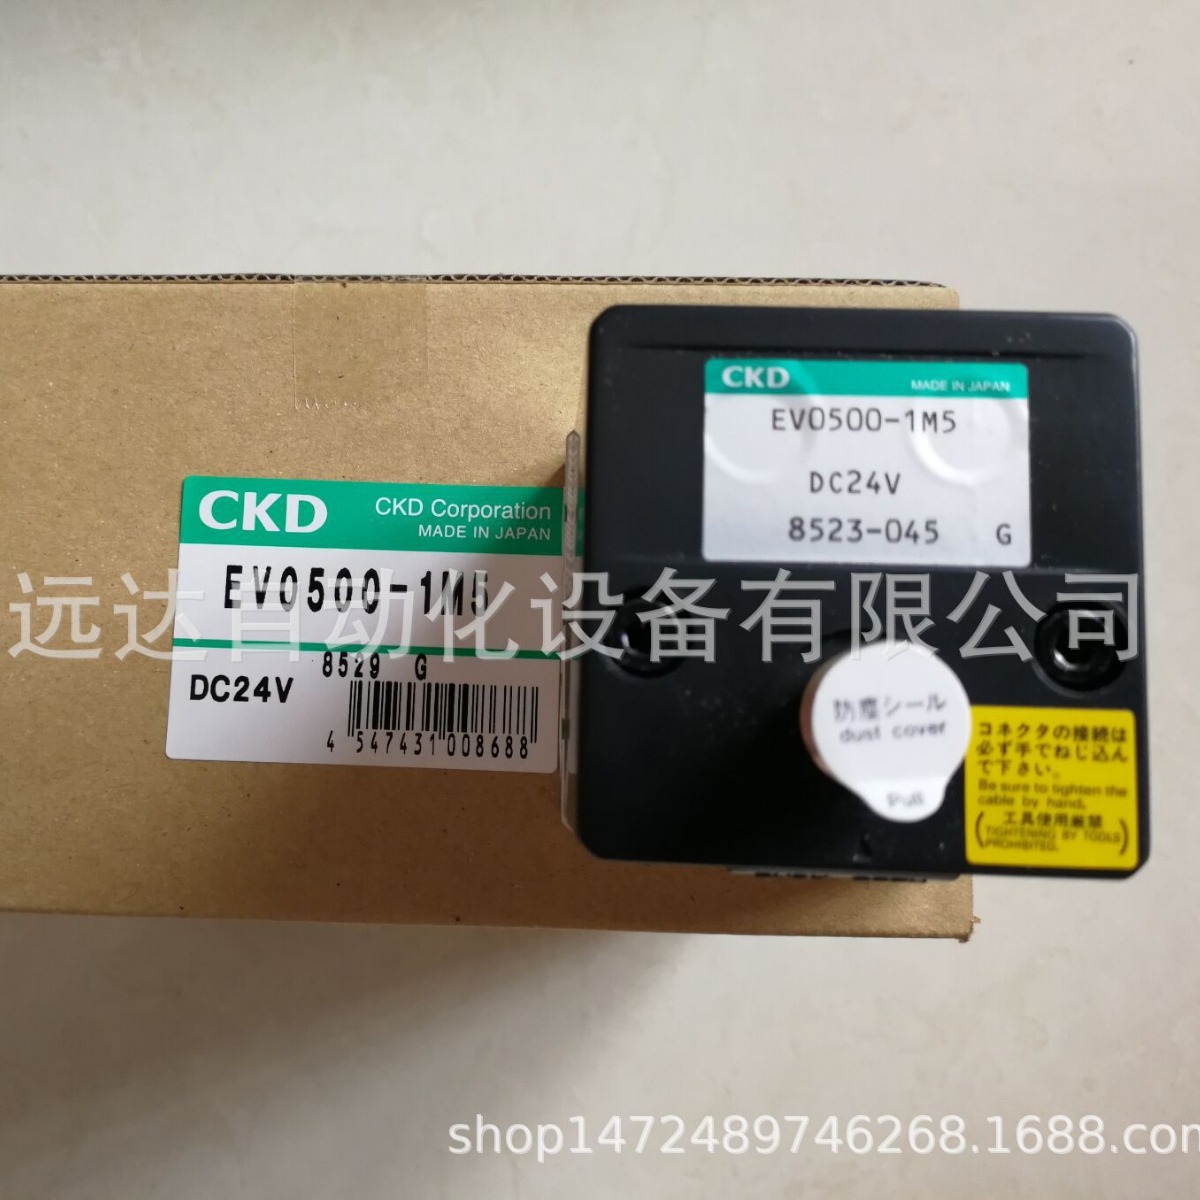 CKD
MADE IN JAPAN
EV0500-1M5
DC24V
8523-045 G
CKD
CKD Corporation
MADE IN JAPAN
EV0500-1M5
8529 G
DC24V
4 547431 008688
远达自动化设备有限公司
防塵シール
dust cover
Pull
コネクタの接続は
必ず手でねじ込ん
で下さい。
Be sure to tighten the
cable by hand.
工具使用厳禁
(TIGHTENING BY TOOLS
PROHIBITED.)
shop1472489746268.1688.com